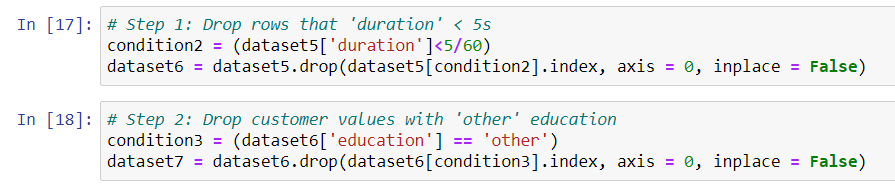 In [17]: # Step 1: Drop rows that 'duration' < 5s
condition2 = (dataset5['duration']<5/60)
dataset6 = dataset5.drop(dataset5[condition2].index, axis = 0, inplace = False)
In [18]: # Step 2: Drop customer values with 'other' education
condition3 = (dataset6['education'] == 'other')
dataset7 = dataset6.drop(dataset6[condition3].index, axis = 0, inplace = False)